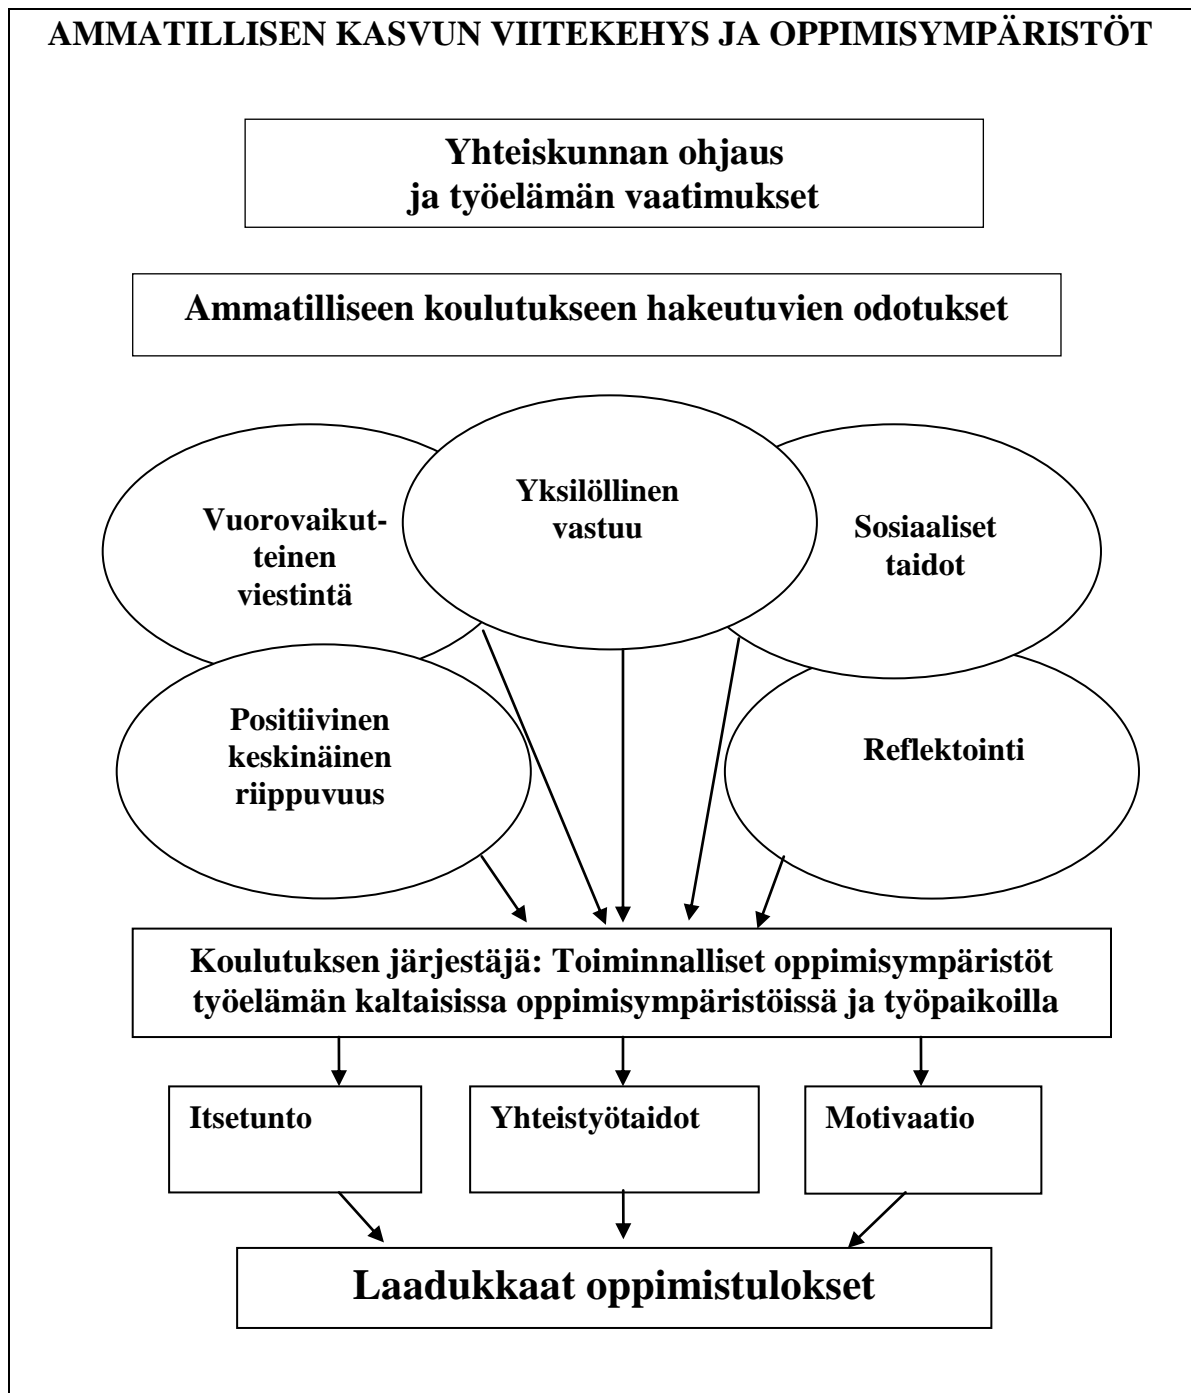 AMMATILLISEN KASVUN VIITEKEHYS JA OPPIMISYMPÄRISTÖT
Yhteiskunnan ohjaus
ja työelämän vaatimukset
Ammatilliseen koulutukseen hakeutuvien odotukset
Vuorovaikut-
teinen
viestintä
Yksilöllinen
vastuu
Sosiaaliset
taidot
Positiivinen
keskinäinen
riippuvuus
Reflektointi
Koulutuksen järjestäjä: Toiminnalliset oppimisympäristöt
työelämän kaltaisissa oppimisympäristöissä ja työpaikoilla
Itsetunto
Yhteistyötaidot
Motivaatio
Laadukkaat oppimistulokset